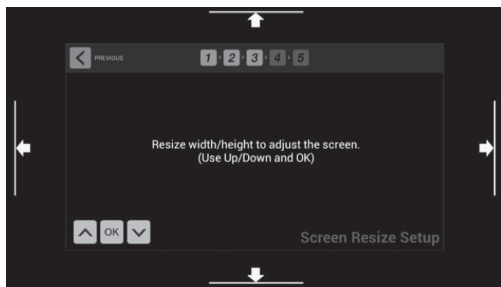 PREVIOUS
1 2 3 4 5
Resize width/height to adjust the screen.
(Use Up/Down and OK)
OK
Screen Resize Setup